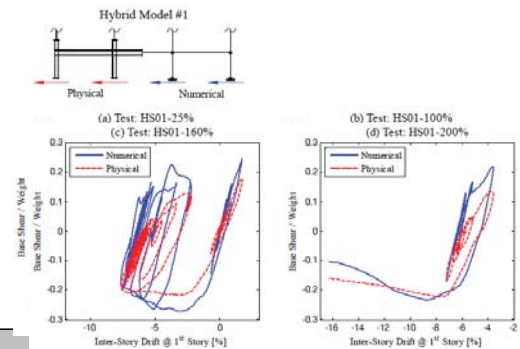 Hybrid Model #1
Physical
Numerical
(a) Test: HS01-25%
(c) Test: HS01-160%
(b) Test: HS01-100%
(d) Test: HS01-200%
Base Shear / Weight
Base Shear / Weight
0.3
0.2
0.1
0
-0.1
-0.2
-0.3
Numerical
Physical
-10
-5
0
Inter-Story Drift @ 1st Story [%]
Base Shear / Weight
Base Shear / Weight
0.3
0.2
0.1
0
-0.1
-0.2
-0.3
Numerical
Physical
-16
-14
-12
-10
-8
-6
-4
-2
Inter-Story Drift @ 1st Story [%]